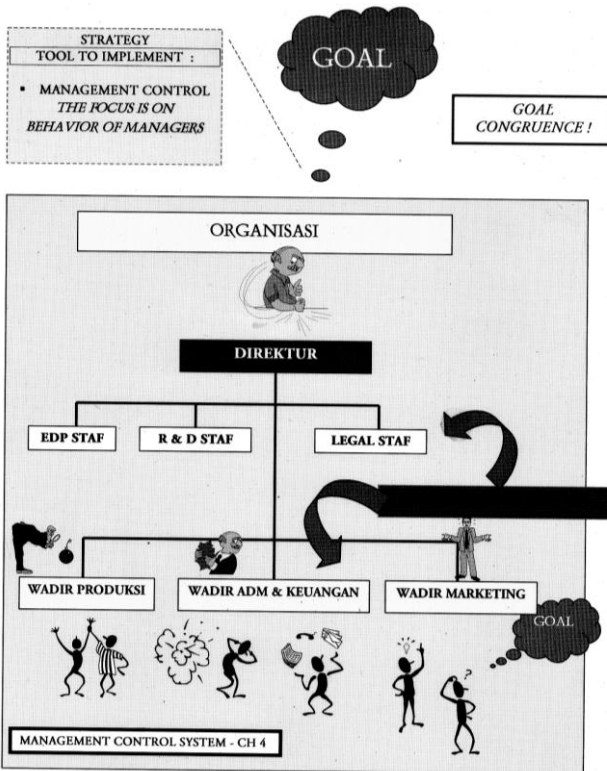 STRATEGY
TOOL TO IMPLEMENT :
▪ MANAGEMENT CONTROL
THE FOCUS IS ON
BEHAVIOR OF MANAGERS
GOAL
GOAL
CONGRUENCE !
ORGANISASI
DIREKTUR
EDP STAF
R & D STAF
LEGAL STAF
WADIR PRODUKSI
WADIR ADM & KEUANGAN
WADIR MARKETING
GOAL
?
MANAGEMENT CONTROL SYSTEM - CH 4